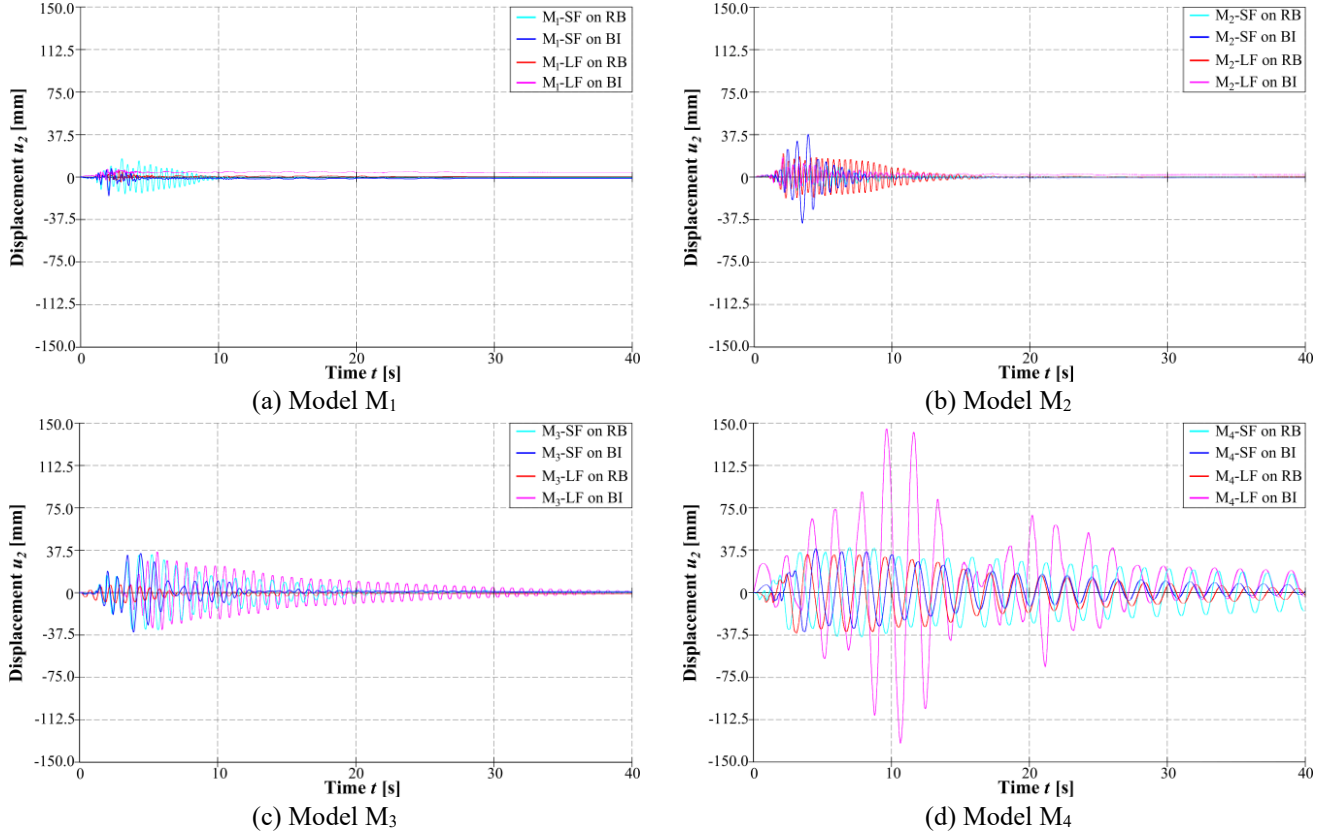 150.0
112.5
75.0
37.5
0
-37.5
-75.0
-112.5
-150.0
Displacement u2 [mm]
M1-SF on RB
M1-SF on BI
M1-LF on RB
M1-LF on BI
0 10 20 30 40
Time t [s]
(a) Model M1
150.0
112.5
75.0
37.5
0
-37.5
-75.0
-112.5
-150.0
Displacement u2 [mm]
M2-SF on RB
M2-SF on BI
M2-LF on RB
M2-LF on BI
0 10 20 30 40
Time t [s]
(b) Model M2
150.0
112.5
75.0
37.5
0
-37.5
-75.0
-112.5
-150.0
Displacement u2 [mm]
M3-SF on RB
M3-SF on BI
M3-LF on RB
M3-LF on BI
0 10 20 30 40
Time t [s]
(c) Model M3
150.0
112.5
75.0
37.5
0
-37.5
-75.0
-112.5
-150.0
Displacement u2 [mm]
M4-SF on RB
M4-SF on BI
M4-LF on RB
M4-LF on BI
0 10 20 30 40
Time t [s]
(d) Model M4